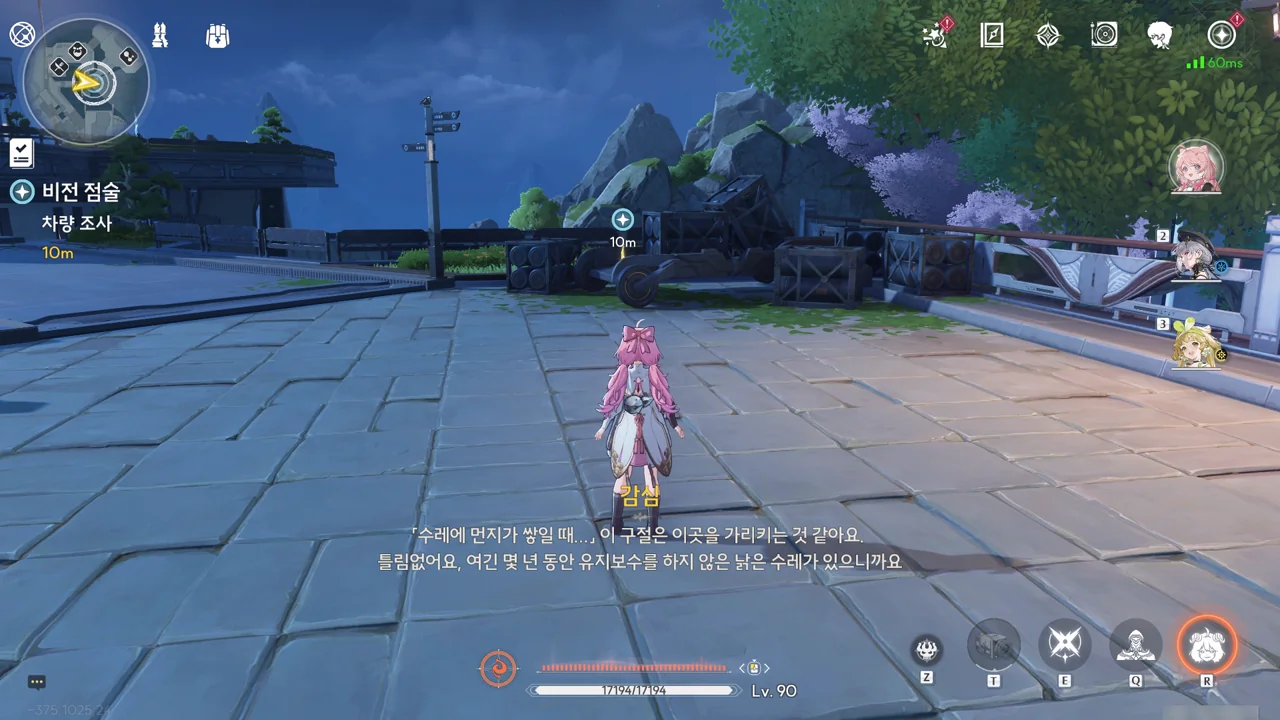 60ms
비전 점술
차량 조사
10m
10m
2
3
감심
「수레에 먼지가 쌓일 때...」 이 구절은 이곳을 가리키는 것 같아요.
틀림없어요, 여긴 몇 년 동안 유지보수를 하지 않은 낡은 수레가 있으니까요
17194/17194
Lv. 90
Z
T
E
Q
R